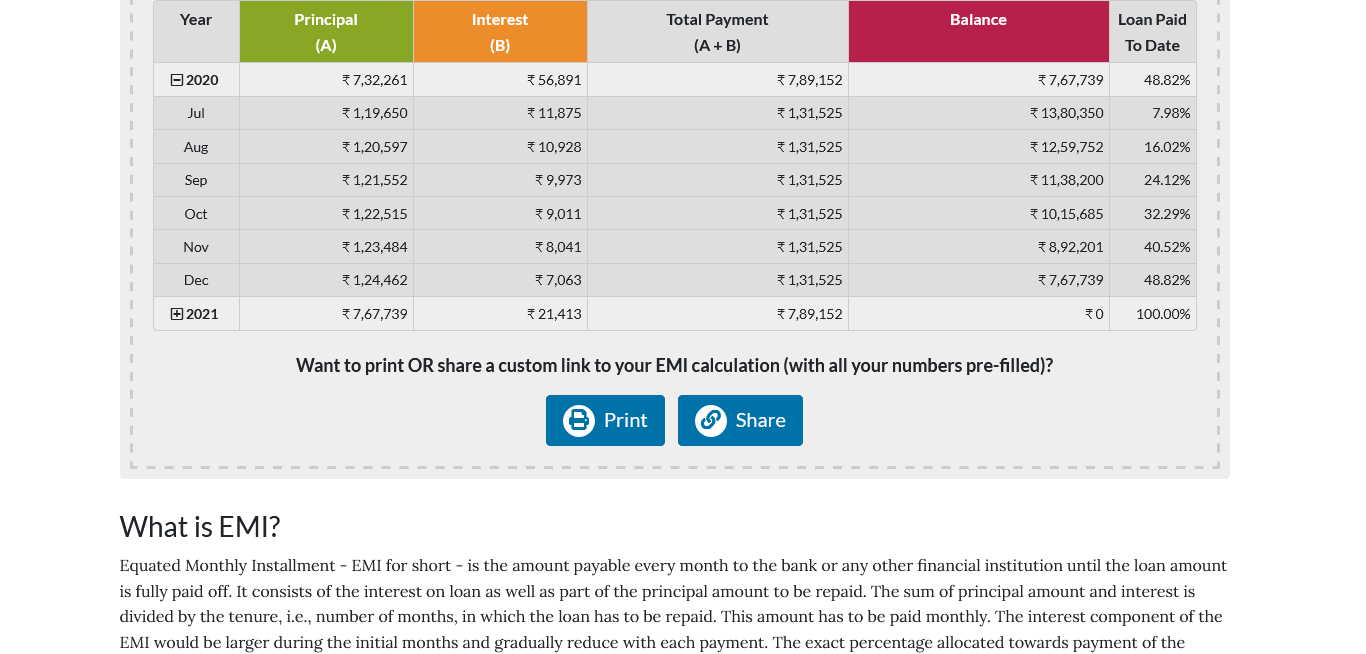 Year Principal Interest Total Payment Balance Loan Paid
(A) (B) (A + B) To Date
2020 ₹ 7,32,261 ₹ 56,891 ₹ 7,89,152 ₹ 7,67,739 48.82%
Jul ₹ 1,19,650 ₹ 11,875 ₹ 1,31,525 ₹ 13,80,350 7.98%
Aug ₹ 1,20,597 ₹ 10,928 ₹ 1,31,525 ₹ 12,59,752 16.02%
Sep ₹ 1,21,552 ₹ 9,973 ₹ 1,31,525 ₹ 11,38,200 24.12%
Oct ₹ 1,22,515 ₹ 9,011 ₹ 1,31,525 ₹ 10,15,685 32.29%
Nov ₹ 1,23,484 ₹ 8,041 ₹ 1,31,525 ₹ 8,92,201 40.52%
Dec ₹ 1,24,462 ₹ 7,063 ₹ 1,31,525 ₹ 7,67,739 48.82%
2021 ₹ 7,67,739 ₹ 21,413 ₹ 7,89,152 ₹ 0 100.00%
Want to print OR share a custom link to your EMI calculation (with all your numbers pre-filled)?
Print Share
What is EMI?
Equated Monthly Installment - EMI for short - is the amount payable every month to the bank or any other financial institution until the loan amount
is fully paid off. It consists of the interest on loan as well as part of the principal amount to be repaid. The sum of principal amount and interest is
divided by the tenure, i.e., number of months, in which the loan has to be repaid. This amount has to be paid monthly. The interest component of the
EMI would be larger during the initial months and gradually reduce with each payment. The exact percentage allocated towards payment of the